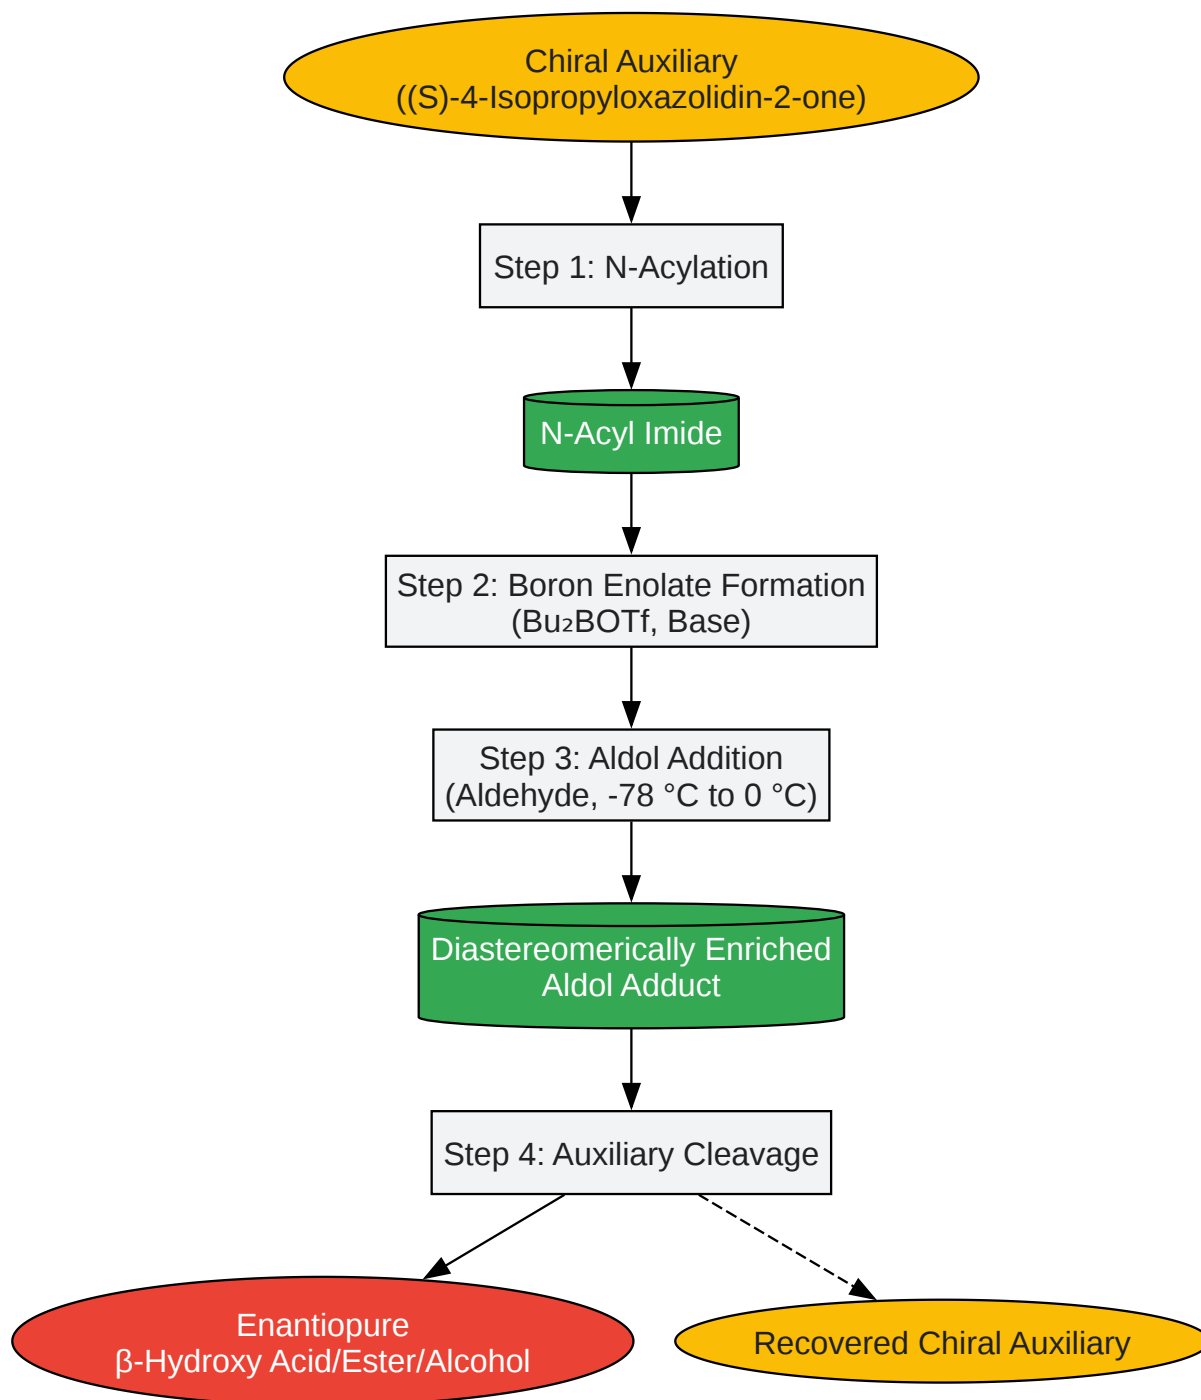 Chiral Auxiliary
((S)-4-Isopropyloxazolidin-2-one)
Step 1: N-Acylation
N-Acyl Imide
Step 2: Boron Enolate Formation
(Bu₂BOTf, Base)
Step 3: Aldol Addition
(Aldehyde, -78 °C to 0 °C)
Diastereomerically Enriched
Aldol Adduct
Step 4: Auxiliary Cleavage
Enantiopure
β-Hydroxy Acid/Ester/Alcohol
Recovered Chiral Auxiliary